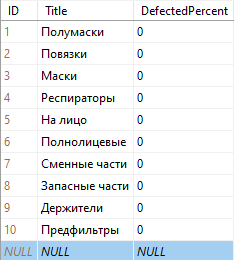 ID Title DefectedPercent
1 Полумаски 0
2 Повязки 0
3 Маски 0
4 Респираторы 0
5 На лицо 0
6 Полнолицевые 0
7 Сменные части 0
8 Запасные части 0
9 Держители 0
10 Предфильтры 0
NULL NULL NULL